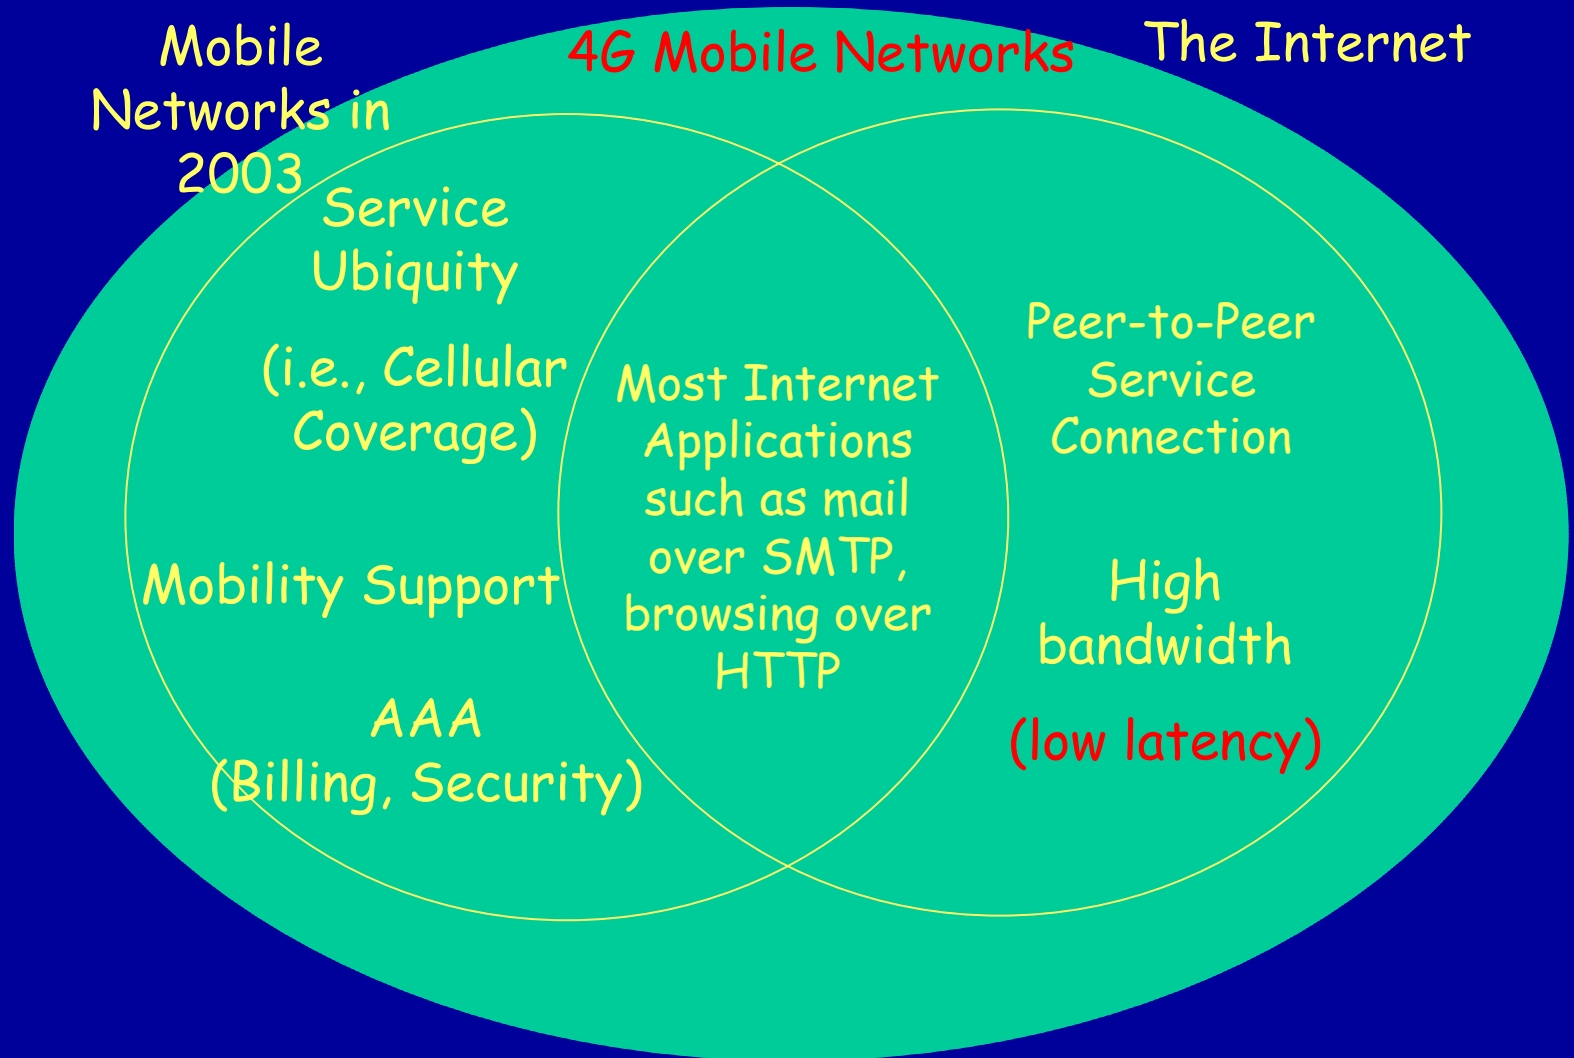 Mobile
Networks in
2003
4G Mobile Networks
The Internet
Service
Ubiquity
(i.e., Cellular
Coverage)
Mobility Support
AAA
(Billing, Security)
Most Internet
Applications
such as mail
over SMTP,
browsing over
HTTP
Peer-to-Peer
Service
Connection
High
bandwidth
(low latency)